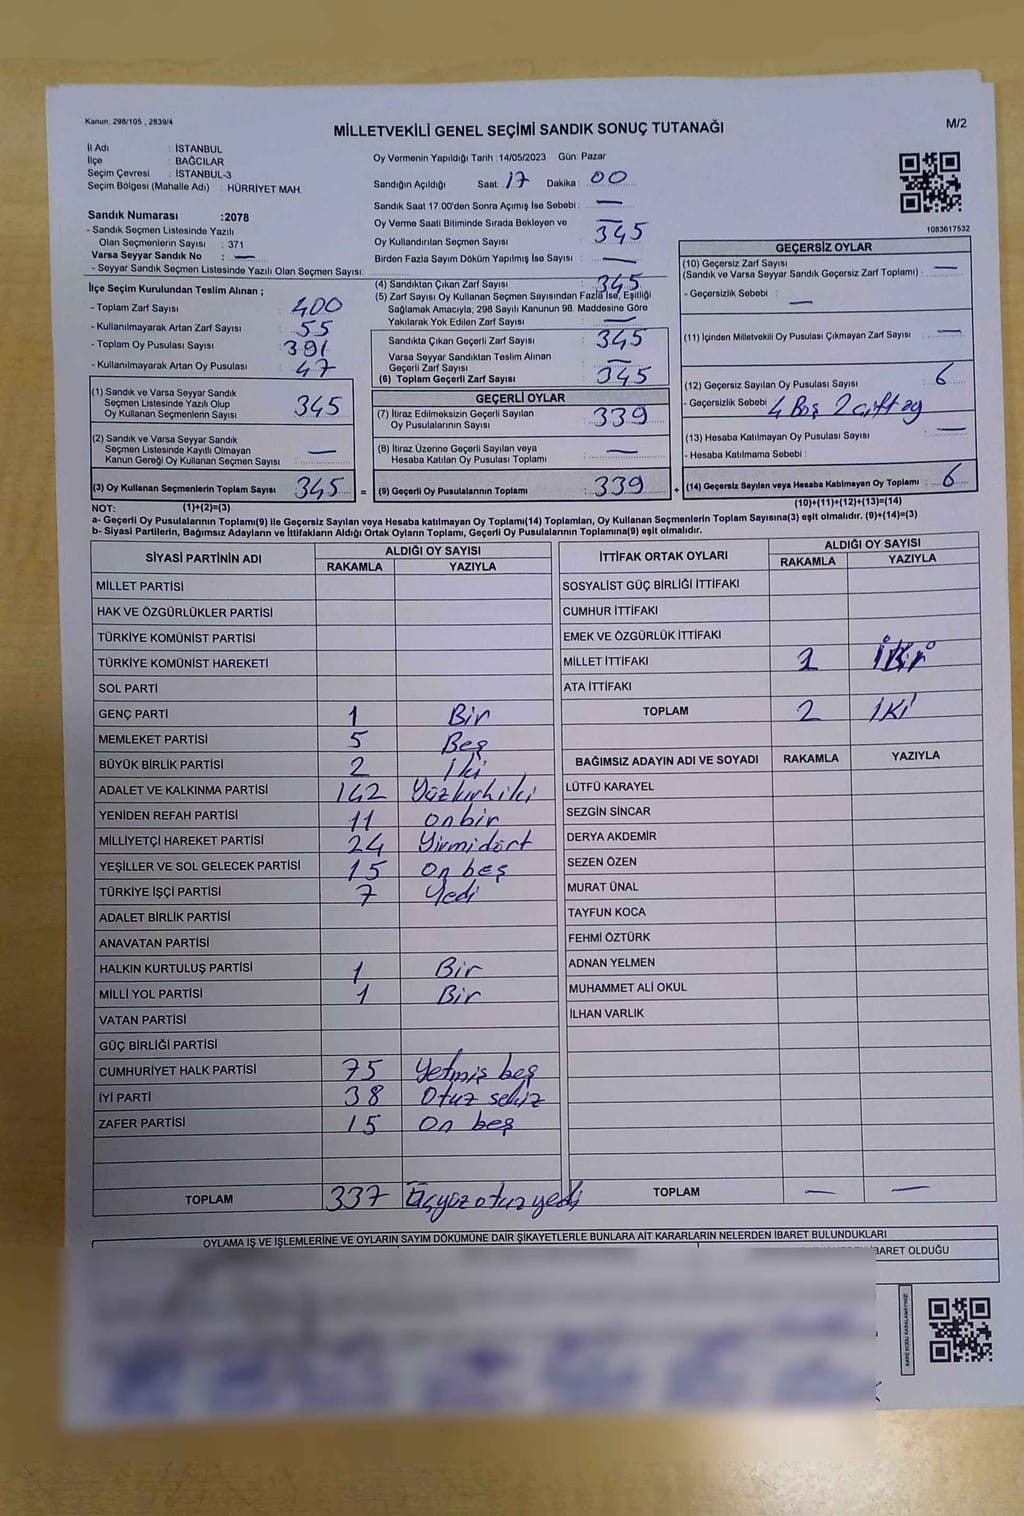 Kanun: 298/105 , 2839/4
MİLLETVEKİLİ GENEL SEÇİMİ SANDIK SONUÇ TUTANAĞI
M/2
İl Adı : İSTANBUL
İlçe : BAĞCILAR
Seçim Çevresi : İSTANBUL-3
Seçim Bölgesi (Mahalle Adı) : HÜRRİYET MAH.
Sandık Numarası :2078
- Sandık Seçmen Listesinde Yazılı
Olan Seçmenlerin Sayısı : 371
Varsa Seyyar Sandık No : —
- Seyyar Sandık Seçmen Listesinde Yazılı Olan Seçmen Sayısı:
Oy Vermenin Yapıldığı Tarih :14/05/2023 Gün: Pazar
Sandığın Açıldığı Saat: 17 Dakika: 00
Sandık Saat 17.00'den Sonra Açımış İse Sebebi : —
Oy Verme Saati Bitiminde Sırada Bekleyen ve —
Oy Kullandırılan Seçmen Sayısı 345
Birden Fazla Sayım Döküm Yapılmış İse Sayısı : —
1083617532
İlçe Seçim Kurulundan Teslim Alınan ;
- Toplam Zarf Sayısı : 400
- Kullanılmayarak Artan Zarf Sayısı : 55
- Toplam Oy Pusulası Sayısı : 391
- Kullanılmayarak Artan Oy Pusulası : 47
(1) Sandık ve Varsa Seyyar Sandık
Seçmen Listesinde Yazılı Olup
Oy Kullanan Seçmenlerin Sayısı 345
(2) Sandık ve Varsa Seyyar Sandık
Seçmen Listesinde Kayıtlı Olmayan
Kanun Gereği Oy Kullanan Seçmen Sayısı : —
(3) Oy Kullanan Seçmenlerin Toplam Sayısı 345 =
(4) Sandıktan Çıkan Zarf Sayısı : 345
(5) Zarf Sayısı Oy Kullanan Seçmen Sayısından Fazla İse, Eşitliği
Sağlamak Amacıyla; 298 Sayılı Kanunun 98. Maddesine Göre
Yakılarak Yok Edilen Zarf Sayısı : —
Sandıkta Çıkan Geçerli Zarf Sayısı : 345
Varsa Seyyar Sandıktan Teslim Alınan
Geçerli Zarf Sayısı : —
(6) Toplam Geçerli Zarf Sayısı : 345
GEÇERLİ OYLAR
(7) İtiraz Edilmeksizin Geçerli Sayılan
Oy Pusulalarının Sayısı : 339
(8) İtiraz Üzerine Geçerli Sayılan veya
Hesaba Katılan Oy Pusulası Toplamı : —
(9) Geçerli Oy Pusulalarının Toplamı : 339 +
GEÇERSİZ OYLAR
(10) Geçersiz Zarf Sayısı —
(Sandık ve Varsa Seyyar Sandık Geçersiz Zarf Toplamı) :
- Geçersizlik Sebebi : —
(11) İçinden Milletvekili Oy Pusulası Çıkmayan Zarf Sayısı : —
(12) Geçersiz Sayılan Oy Pusulası Sayısı : 6
- Geçersizlik Sebebi 4 Boş 2 çift oy
(13) Hesaba Katılmayan Oy Pusulası Sayısı : —
- Hesaba Katılmama Sebebi :
(14) Geçersiz Sayılan veya Hesaba Katılmayan Oy Toplamı : 6
NOT: (1)+(2)=(3)
(10)+(11)+(12)+(13)=(14)
a- Geçerli Oy Pusulalarının Toplamı(9) ile Geçersiz Sayılan veya Hesaba katılmayan Oy Toplamı(14) Toplamları, Oy Kullanan Seçmenlerin Toplam Sayısına(3) eşit olmalıdır. (9)+(14)=(3)
b- Siyasi Partilerin, Bağımsız Adayların ve İttifakların Aldığı Ortak Oyların Toplamı, Geçerli Oy Pusulalarının Toplamına(9) eşit olmalıdır.
SİYASİ PARTİNİN ADI ALDIĞI OY SAYISI
RAKAMLA YAZIYLA
MİLLET PARTİSİ
HAK VE ÖZGÜRLÜKLER PARTİSİ
TÜRKİYE KOMÜNİST PARTİSİ
TÜRKİYE KOMÜNİST HAREKETİ
SOL PARTİ
GENÇ PARTİ 1 Bir
MEMLEKET PARTİSİ 5 Beş
BÜYÜK BİRLİK PARTİSİ 2 İki
ADALET VE KALKINMA PARTİSİ 142 Yüzkırkiki
YENİDEN REFAH PARTİSİ 11 onbir
MİLLİYETÇİ HAREKET PARTİSİ 24 Yirmidört
YEŞİLLER VE SOL GELECEK PARTİSİ 15 On beş
TÜRKİYE İŞÇİ PARTİSİ 7 Yedi
ADALET BİRLİK PARTİSİ
ANAVATAN PARTİSİ
HALKIN KURTULUŞ PARTİSİ 1 Bir
MİLLİ YOL PARTİSİ 1 Bir
VATAN PARTİSİ
GÜÇ BİRLİĞİ PARTİSİ
CUMHURİYET HALK PARTİSİ 75 Yetmiş beş
İYİ PARTİ 38 Otuz sekiz
ZAFER PARTİSİ 15 On beş
TOPLAM 337 Üçyüzotuzyedi
İTTİFAK ORTAK OYLARI ALDIĞI OY SAYISI
RAKAMLA YAZIYLA
SOSYALİST GÜÇ BİRLİĞİ İTTİFAKI
CUMHUR İTTİFAKI
EMEK VE ÖZGÜRLÜK İTTİFAKI
MİLLET İTTİFAKI
ATA İTTİFAKI
TOPLAM 2 İKİ
BAĞIMSIZ ADAYIN ADI VE SOYADI RAKAMLA YAZIYLA
LÜTFÜ KARAYEL
SEZGİN SİNCAR
DERYA AKDEMİR
SEZEN ÖZEN
MURAT ÜNAL
TAYFUN KOCA
FEHMİ ÖZTÜRK
ADNAN YELMEN
MUHAMMET ALİ OKUL
İLHAN VARLIK
TOPLAM — —
OYLAMA İŞ VE İŞLEMLERİNE VE OYLARIN SAYIM DÖKÜMÜNE DAİR ŞİKAYETLERLE BUNLARA AİT KARARLARIN NELERDEN İBARET BULUNDUKLARI
İBARET OLDUĞU
KARE KODU KARALAMAYINIZ!